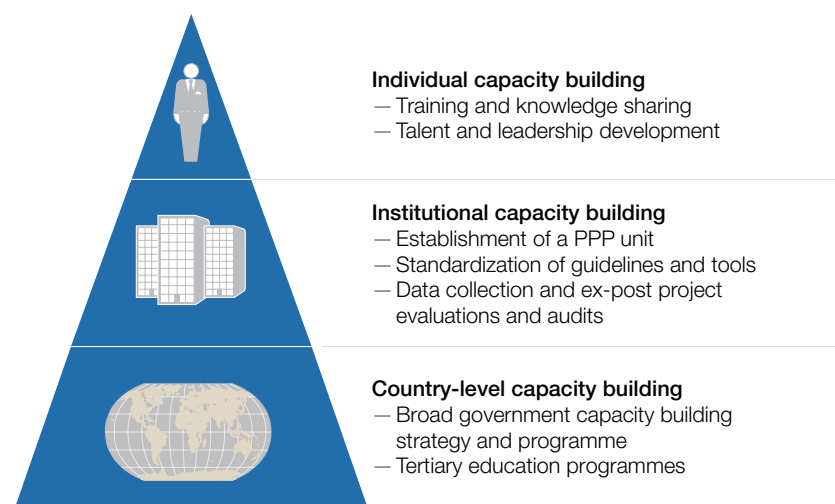 Individual capacity building
— Training and knowledge sharing
— Talent and leadership development
Institutional capacity building
— Establishment of a PPP unit
— Standardization of guidelines and tools
— Data collection and ex-post project
evaluations and audits
Country-level capacity building
— Broad government capacity building
strategy and programme
— Tertiary education programmes